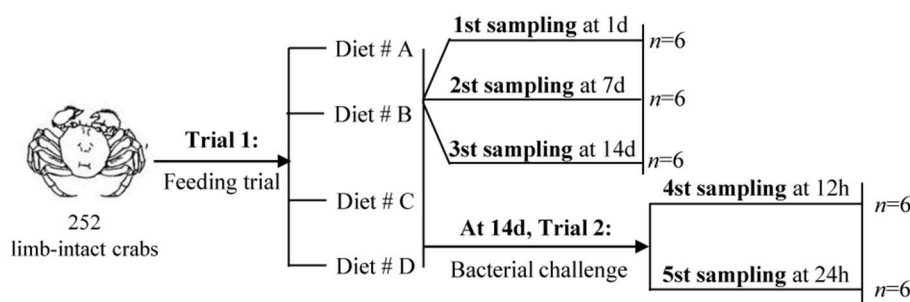 252
limb-intact crabs
Trial 1:
Feeding trial
Diet # A
Diet # B
Diet # C
Diet # D
1st sampling at 1d
n=6
2st sampling at 7d
n=6
3st sampling at 14d
n=6
At 14d, Trial 2:
Bacterial challenge
4st sampling at 12h
n=6
5st sampling at 24h
n=6